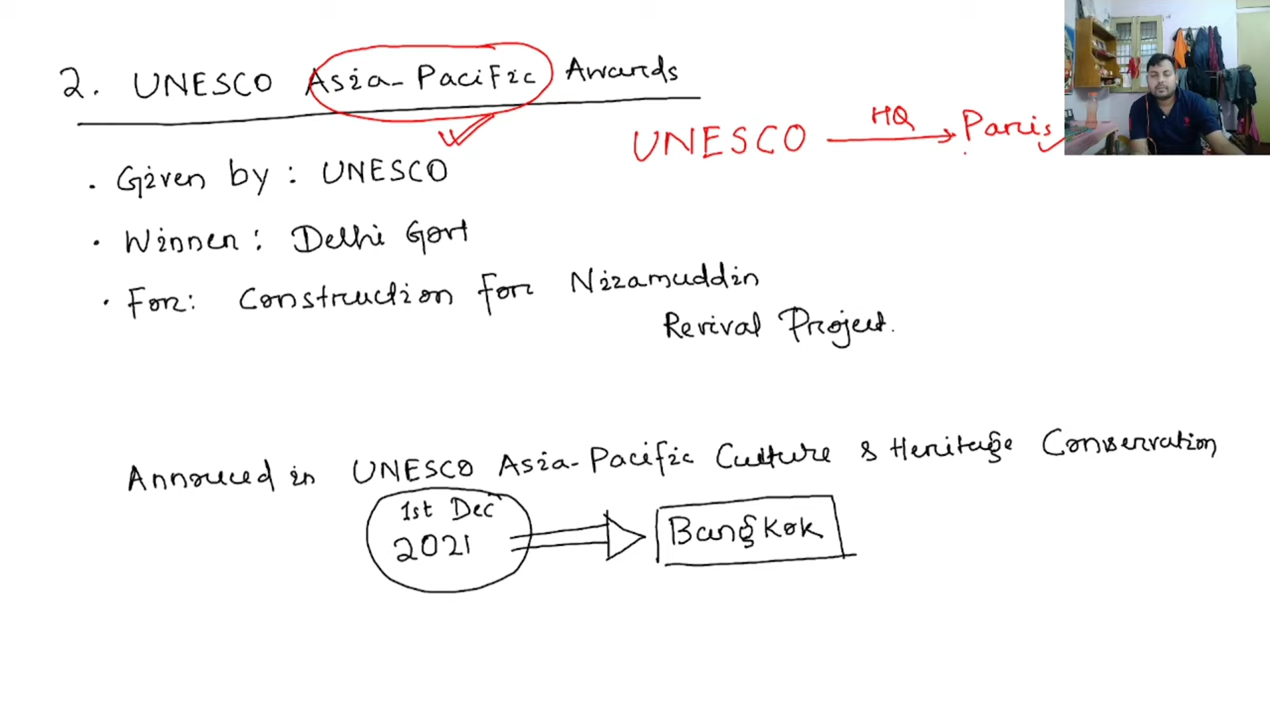 2. UNESCO Asia-Pacific Awards
UNESCO HQ Paris
. Given by: UNESCO
. Winner: Delhi Govt
. For: Construction for Nizamuddin
Revival Project.
Annouced in UNESCO Asia-Pacific Culture & Heritage Conservation
1st Dec
2021
Bangkok